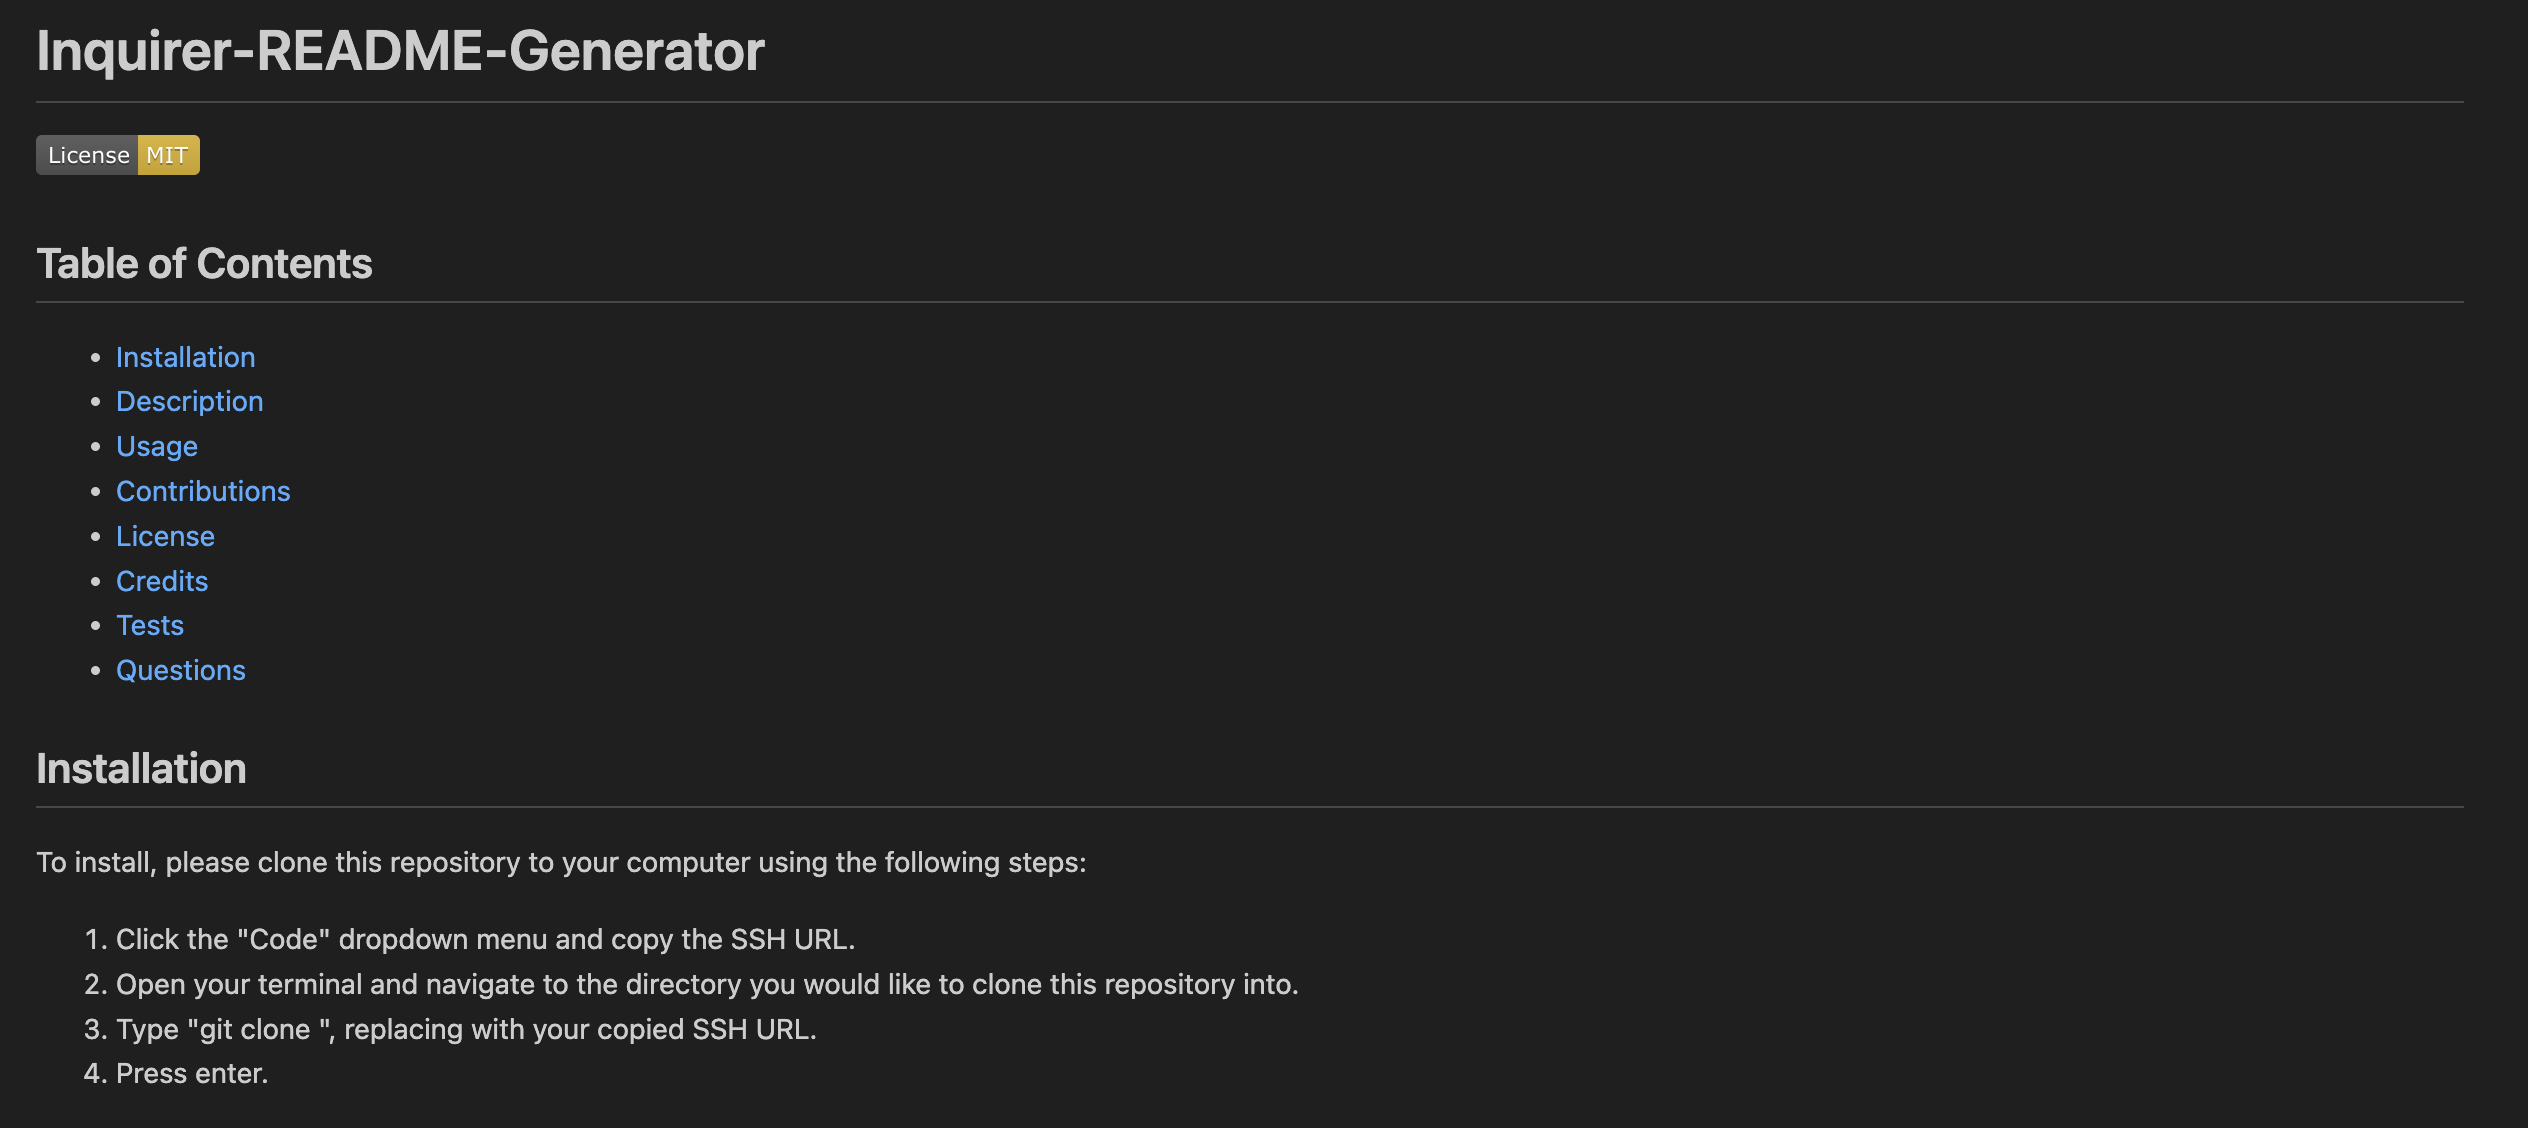 Inquirer-README-Generator
License MIT
Table of Contents
• Installation
• Description
• Usage
• Contributions
• License
• Credits
• Tests
• Questions
Installation
To install, please clone this repository to your computer using the following steps:
1. Click the "Code" dropdown menu and copy the SSH URL.
2. Open your terminal and navigate to the directory you would like to clone this repository into.
3. Type "git clone ", replacing with your copied SSH URL.
4. Press enter.